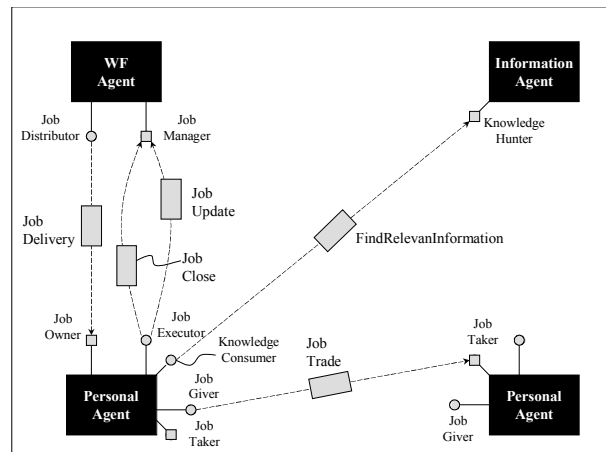 WF
Agent
Information
Agent
Job
Distributor
Job
Manager
Knowledge
Hunter
Job
Update
Job
Delivery
FindRelevanInformation
Job
Close
Job
Owner
Job
Executor
Knowledge
Consumer
Job
Trade
Job
Taker
Personal
Agent
Job
Giver
Job
Taker
Personal
Agent
Job
Giver